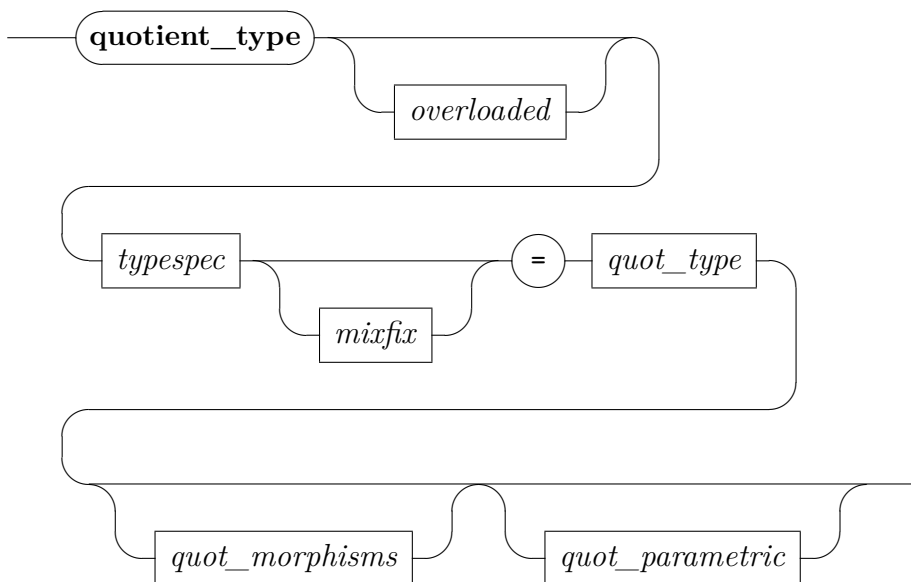 quotient_type
overloaded
typespec = quot_type
mixfix
quot_morphisms quot_parametric